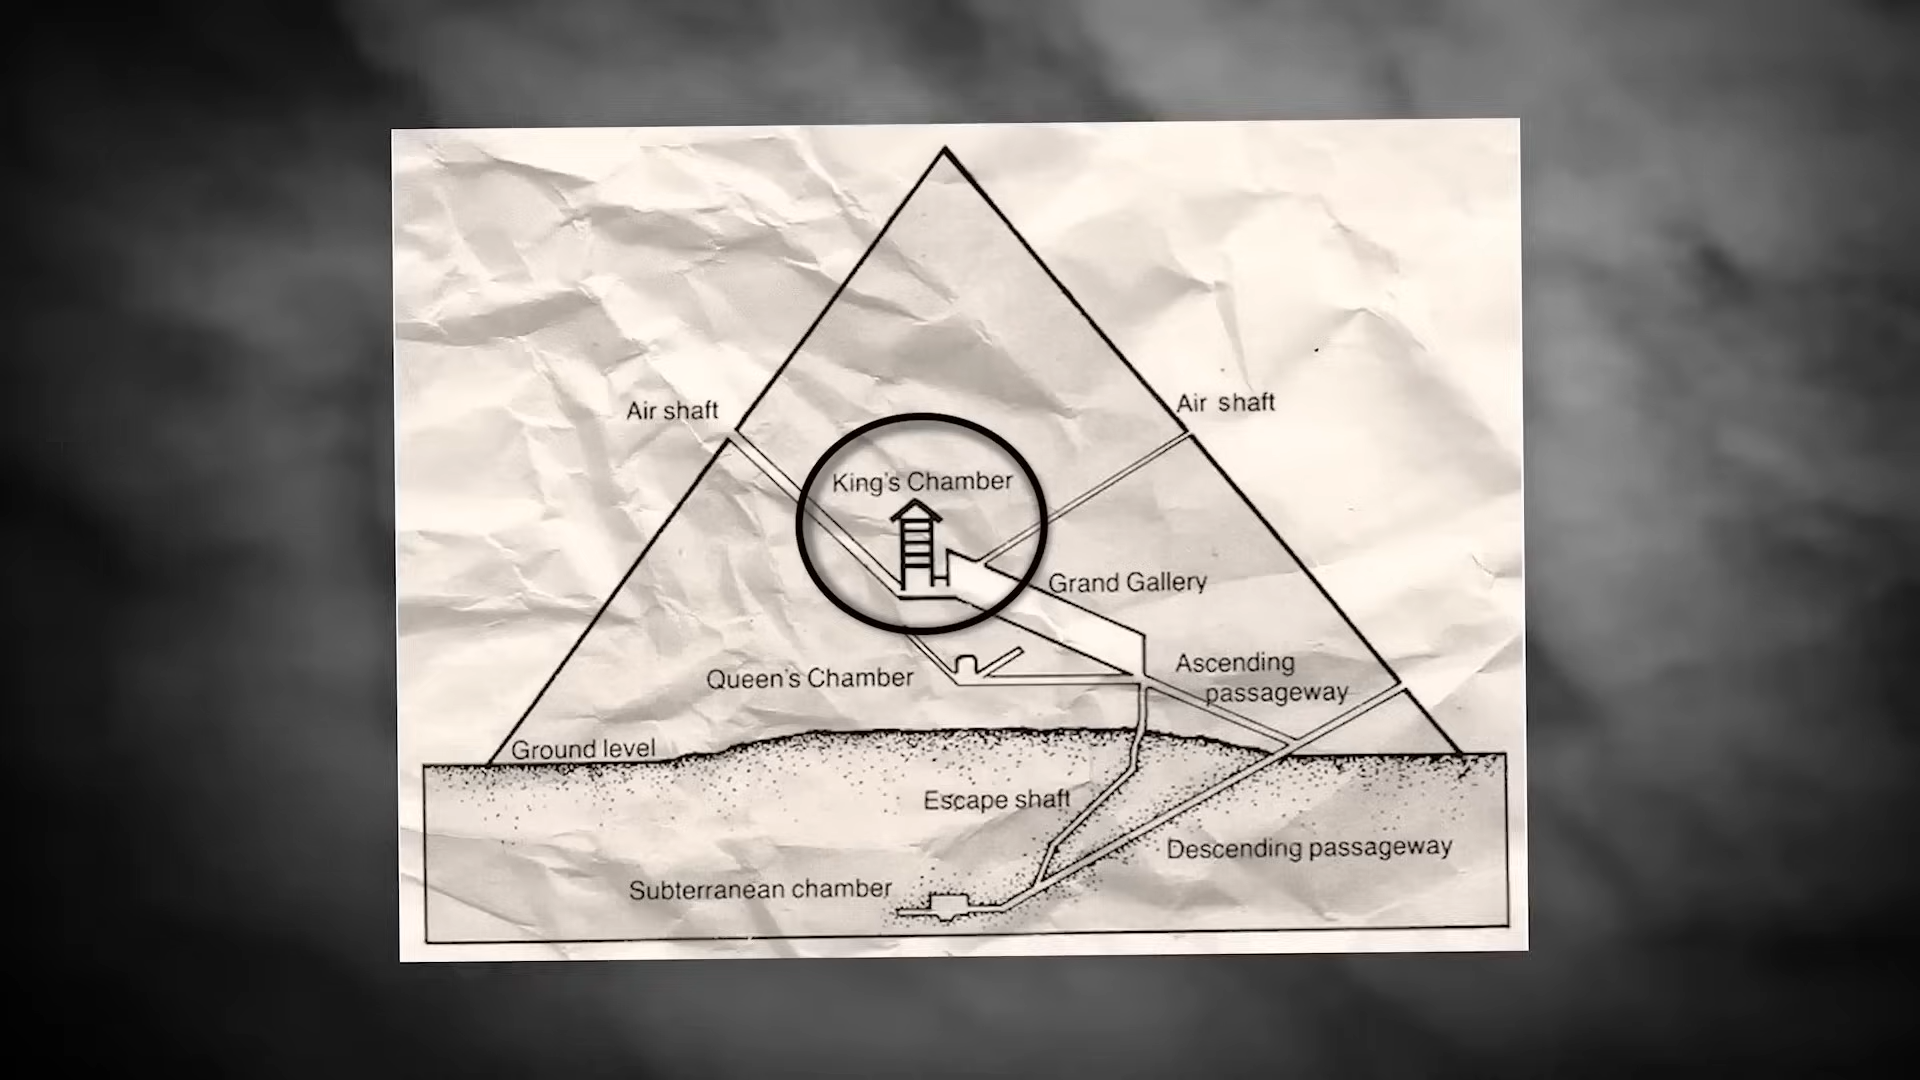 Air shaft
Air shaft
King's Chamber
Grand Gallery
Queen's Chamber
Ascending
passageway
Ground level
Escape shaft
Descending passageway
Subterranean chamber